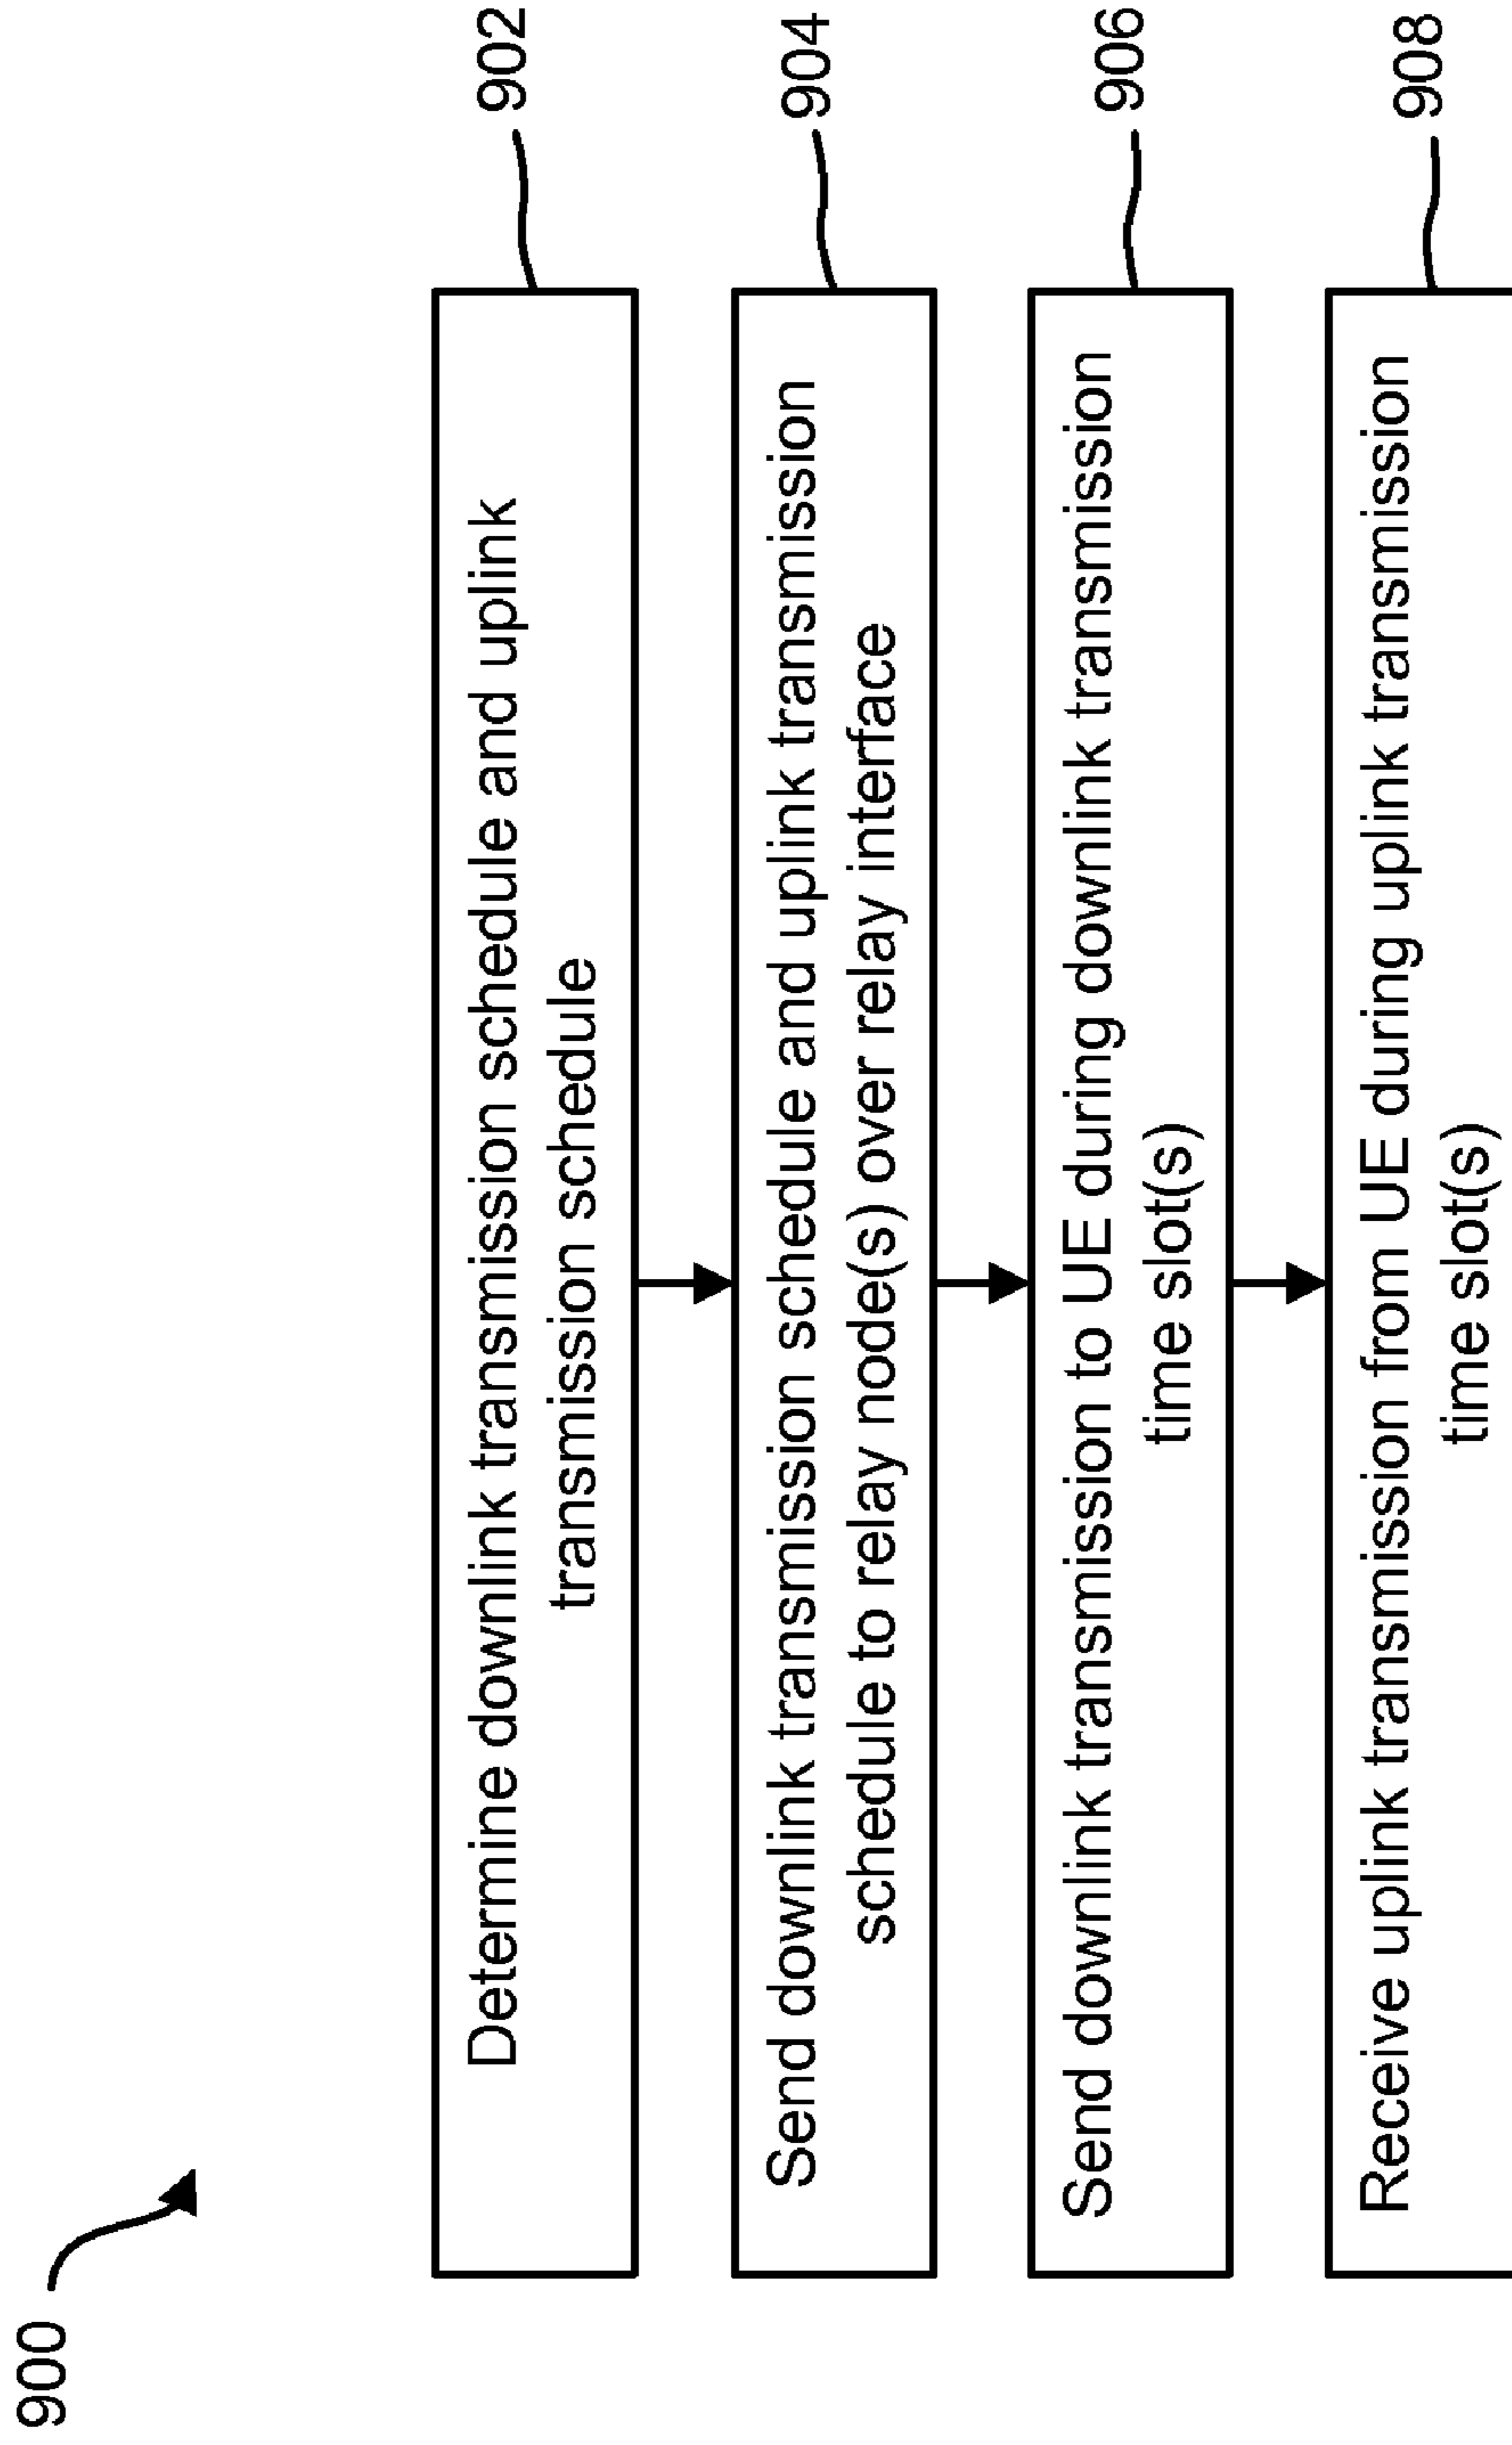 900
Determine downlink transmission schedule and uplink
transmission schedule
902
Send downlink transmission schedule and uplink transmission
schedule to relay node(s) over relay interface
904
Send downlink transmission to UE during downlink transmission
time slot(s)
906
Receive uplink transmission from UE during uplink transmission
time slot(s)
908